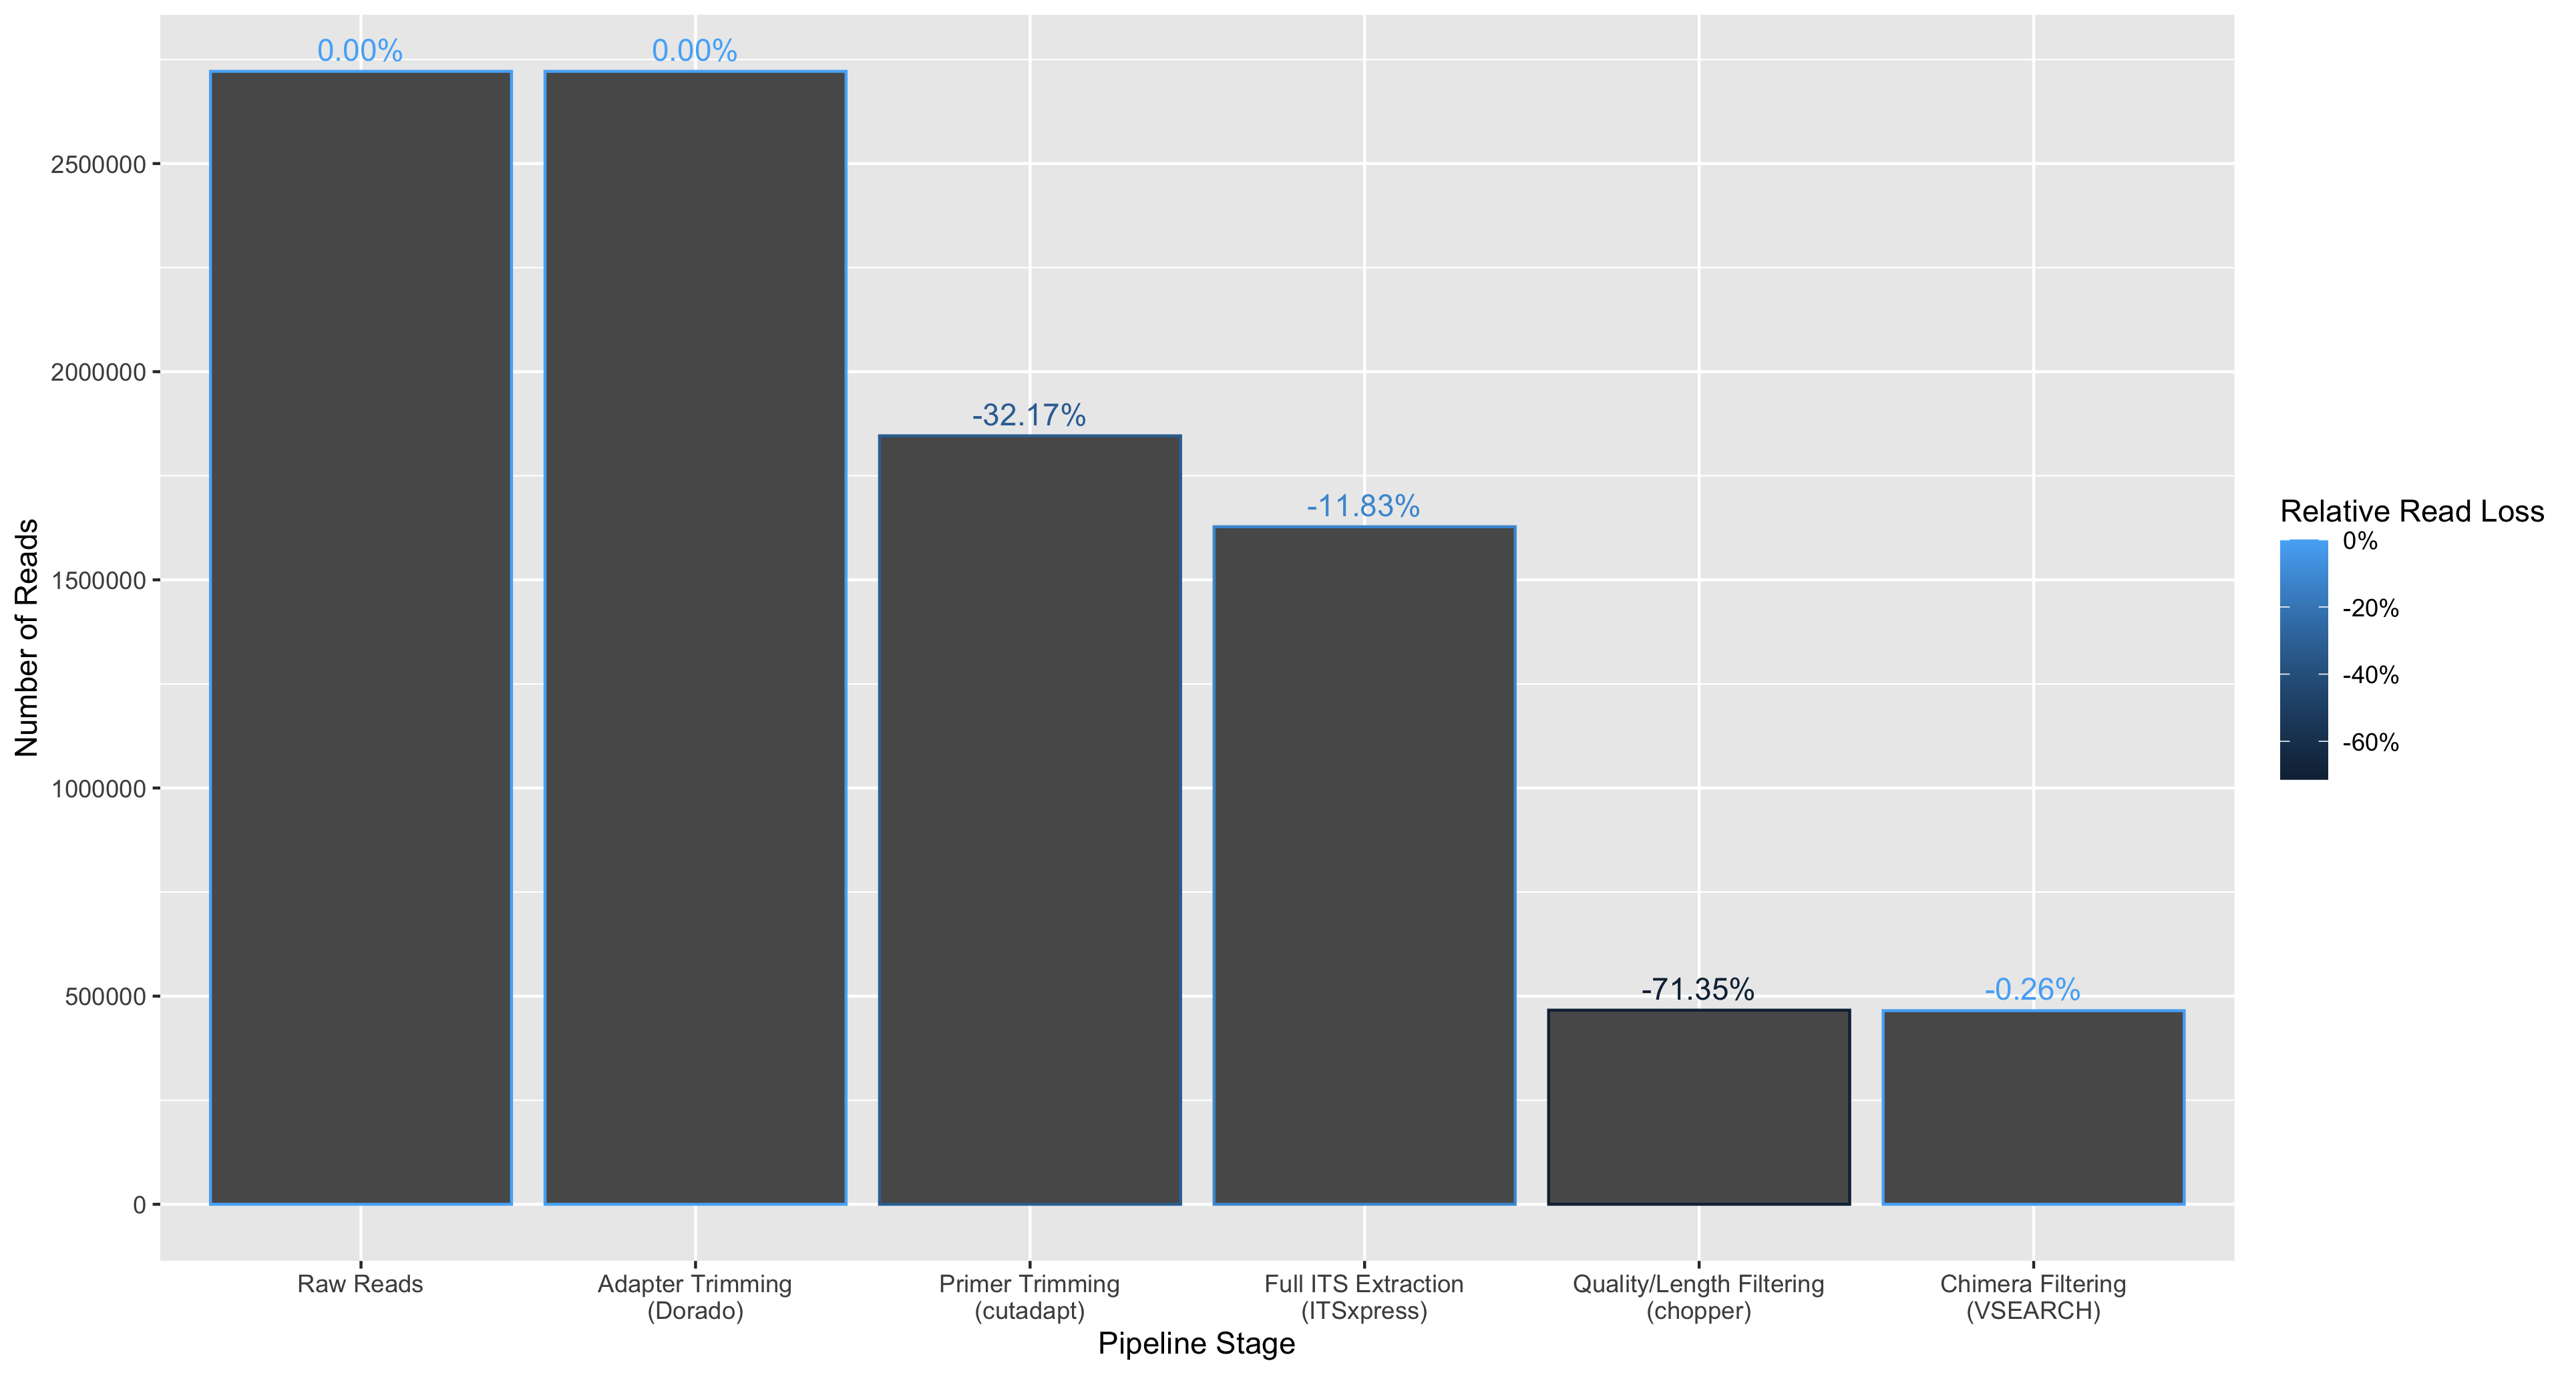 0.00%
0.00%
-32.17%
-11.83%
-71.35%
-0.26%
2500000
2000000
1500000
1000000
500000
0
Number of Reads
Raw Reads
Adapter Trimming
(Dorado)
Primer Trimming
(cutadapt)
Full ITS Extraction
(ITSxpress)
Quality/Length Filtering
(chopper)
Chimera Filtering
(VSEARCH)
Pipeline Stage
Relative Read Loss
0%
-20%
-40%
-60%